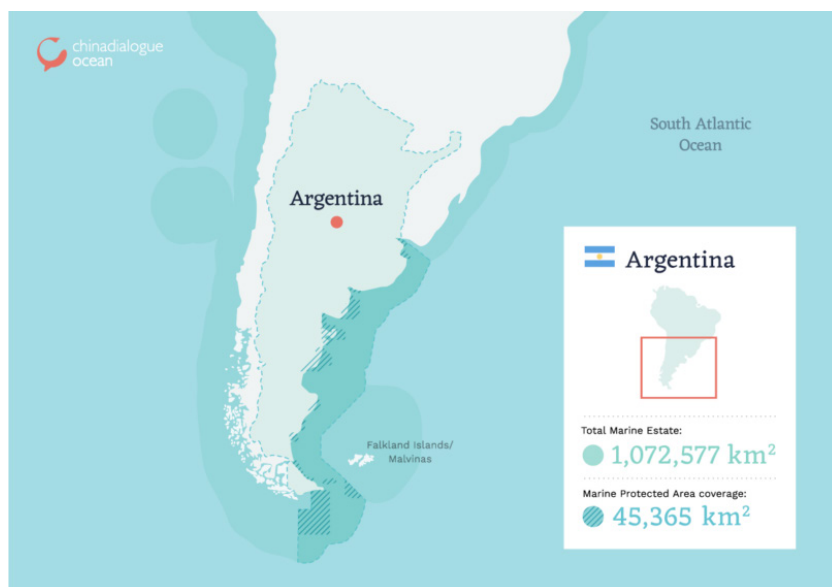 chinadialogue
ocean
South Atlantic
Ocean
Argentina
Argentina
Total Marine Estate:
1,072,577 km²
Falkland Islands/
Malvinas
Marine Protected Area coverage:
45,365 km²